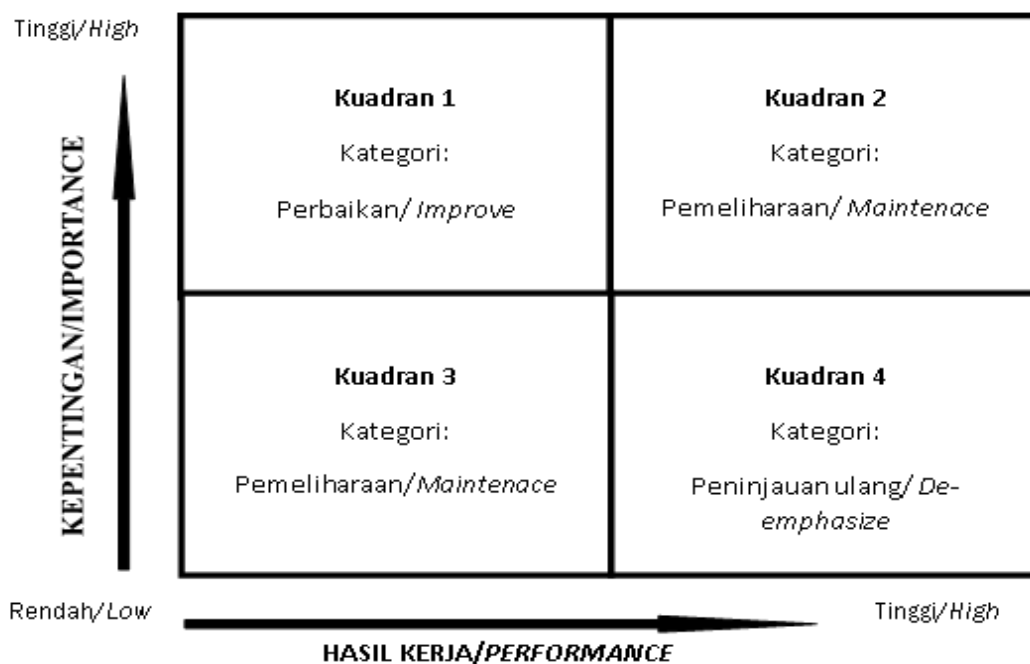 Tinggi/High
Kuadran 1
Kategori:
Perbaikan/ Improve
Kuadran 2
Kategori:
Pemeliharaan/ Maintenace
KEPENTINGAN/IMPORTANCE
Kuadran 3
Kategori:
Pemeliharaan/Maintenace
Kuadran 4
Kategori:
Peninjauan ulang/ De-
emphasize
Rendah/Low
Tinggi/High
HASIL KERJA/PERFORMANCE